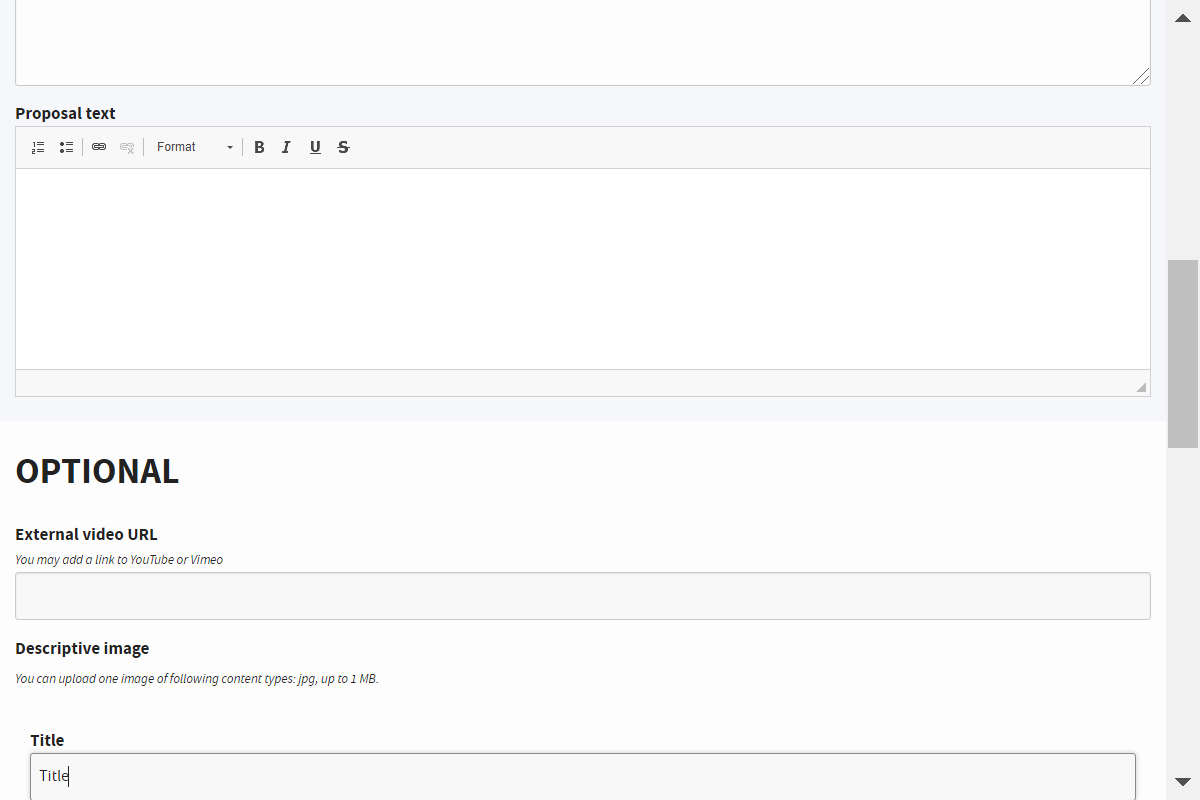 Proposal text
Format
B I U S
OPTIONAL
External video URL
You may add a link to YouTube or Vimeo
Descriptive image
You can upload one image of following content types: jpg, up to 1 MB.
Title
Title